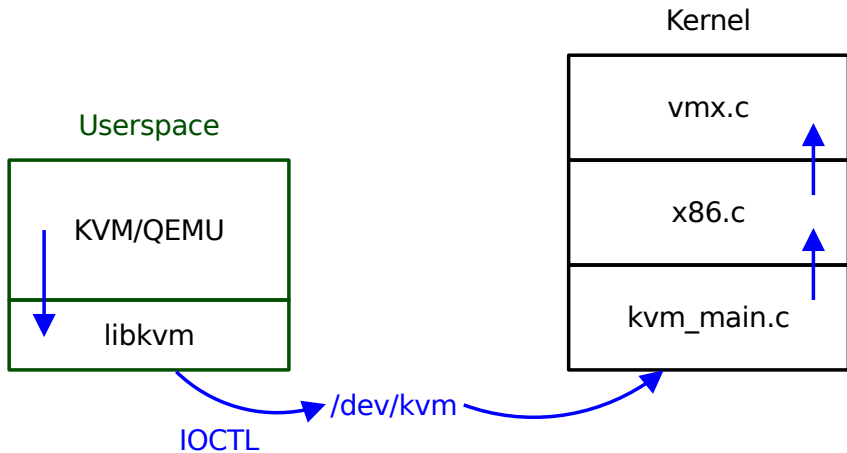 Userspace
KVM/QEMU
libkvm
IOCTL
/dev/kvm
Kernel
vmx.c
x86.c
kvm_main.c